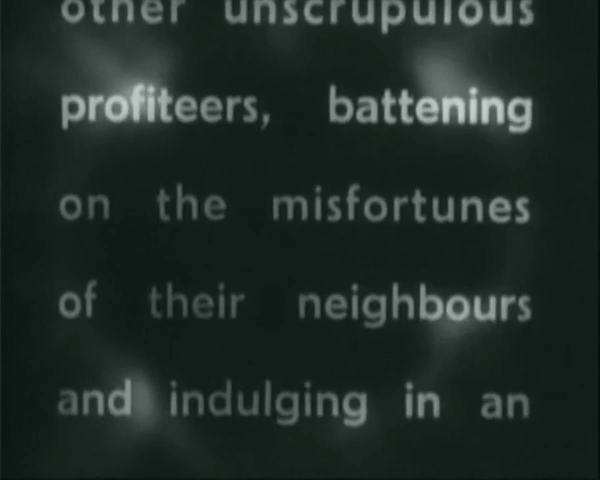 other unscrupulous
profiteers, battening
on the misfortunes
of their neighbours
and indulging in an